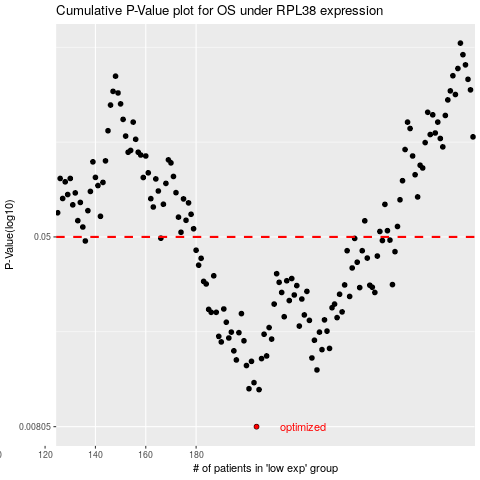 Cumulative P-Value plot for OS under RPL38 expression
P-Value(log10)
0.05
0.00805
optimized
0 120 140 160 180
# of patients in 'low exp' group